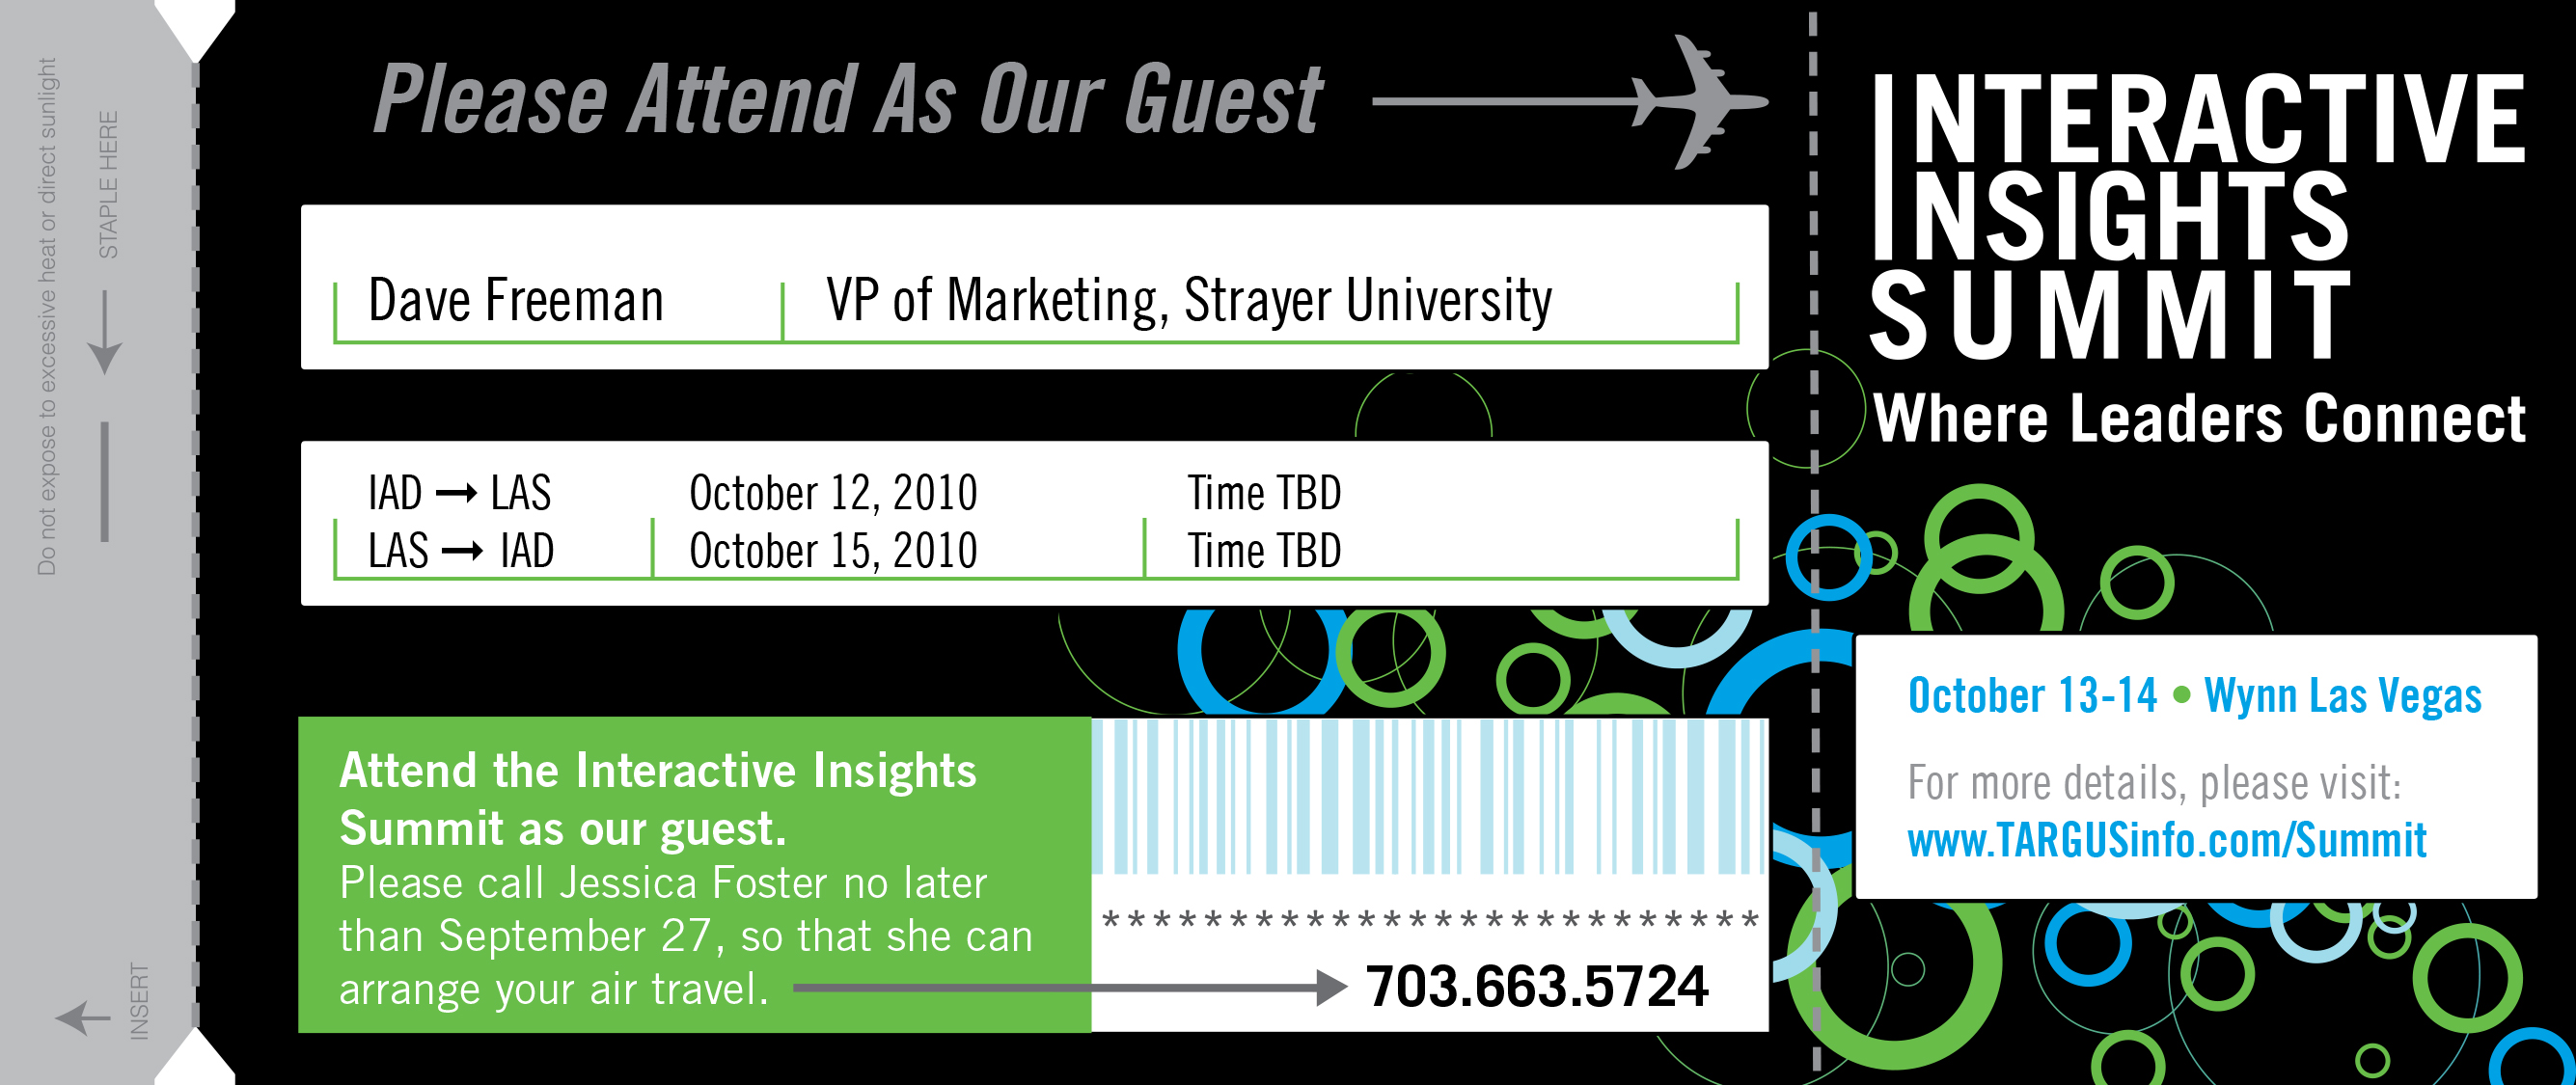 Do not expose to excessive heat or direct sunlight
STAPLE HERE
INSERT
Please Attend As Our Guest
Dave Freeman VP of Marketing, Strayer University
IAD → LAS October 12, 2010 Time TBD
LAS → IAD October 15, 2010 Time TBD
Attend the Interactive Insights
Summit as our guest.
Please call Jessica Foster no later
than September 27, so that she can
arrange your air travel.
**************************
703.663.5724
INTERACTIVE
INSIGHTS
SUMMIT
Where Leaders Connect
October 13-14 • Wynn Las Vegas
For more details, please visit:
www.TARGUSinfo.com/Summit